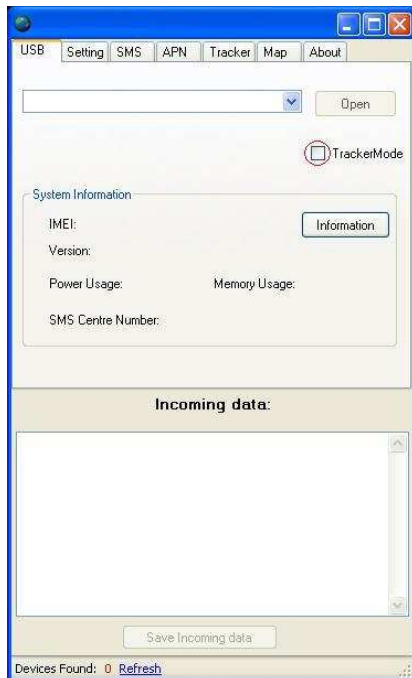 USB Setting SMS APN Tracker Map About
Open
TrackerMode
System Information
IMEI: Information
Version:
Power Usage: Memory Usage:
SMS Centre Number:
Incoming data:
Save Incoming data
Devices Found: 0 Refresh